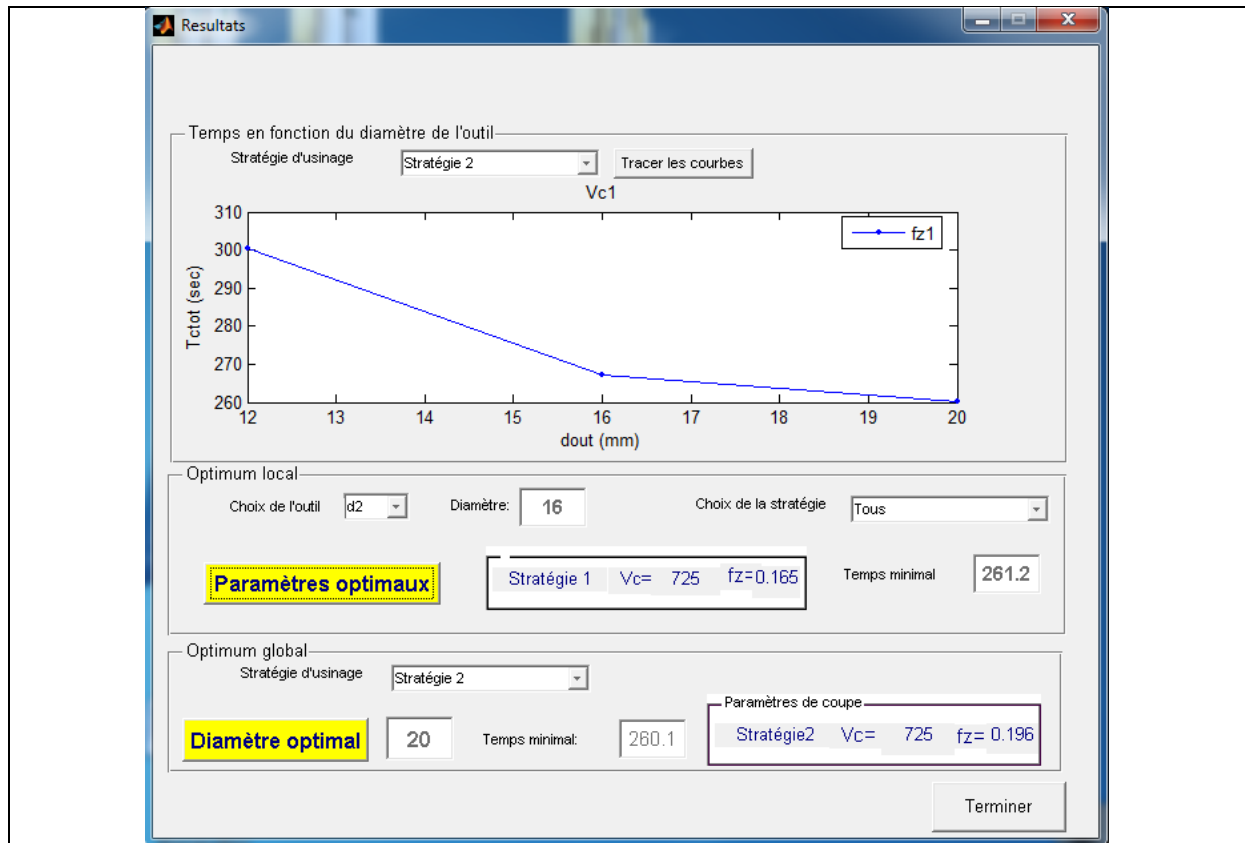 Resultats
Temps en fonction du diamètre de l'outil
Stratégie d'usinage Stratégie 2 Tracer les courbes
Vc1
310
300
290
280
270
260
Tctot (sec)
fz1
12 13 14 15 16 17 18 19 20
dout (mm)
Optimum local
Choix de l'outil d2 Diamètre: 16 Choix de la stratégie Tous
Paramètres optimaux Stratégie 1 Vc= 725 fz=0.165 Temps minimal 261.2
Optimum global
Stratégie d'usinage Stratégie 2
Paramètres de coupe
Diamètre optimal 20 Temps minimal: 260.1 Stratégie2 Vc= 725 fz= 0.196
Terminer